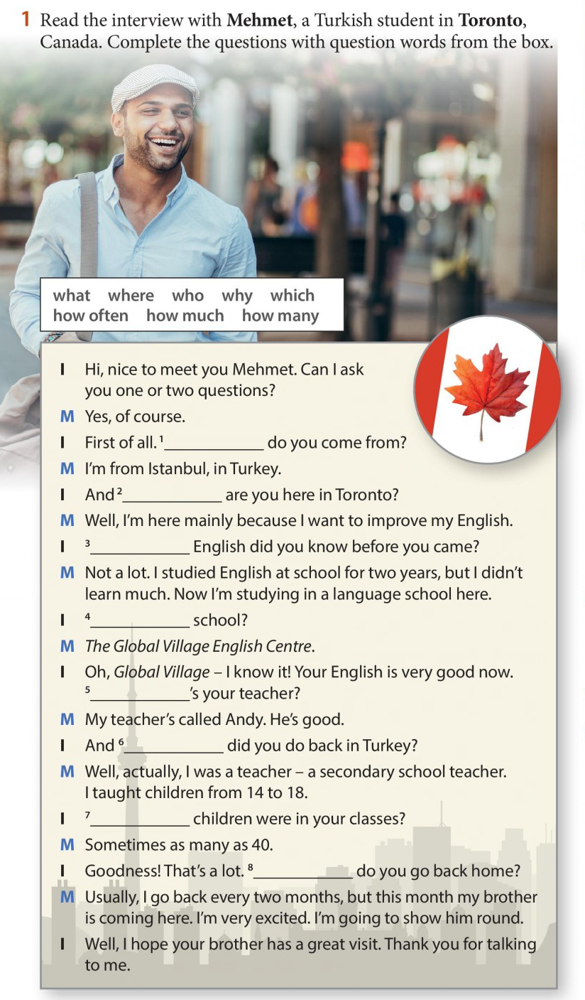 1 Read the interview with Mehmet, a Turkish student in Toronto,
Canada. Complete the questions with question words from the box.
what where who why which
how often how much how many
I Hi, nice to meet you Mehmet. Can I ask
you one or two questions?
M Yes, of course.
I First of all. ¹____________ do you come from?
M I'm from Istanbul, in Turkey.
I And ²____________ are you here in Toronto?
M Well, I'm here mainly because I want to improve my English.
I ³____________ English did you know before you came?
M Not a lot. I studied English at school for two years, but I didn't
learn much. Now I'm studying in a language school here.
I ⁴____________ school?
M The Global Village English Centre.
I Oh, Global Village – I know it! Your English is very good now.
⁵____________'s your teacher?
M My teacher's called Andy. He's good.
I And ⁶____________ did you do back in Turkey?
M Well, actually, I was a teacher – a secondary school teacher.
I taught children from 14 to 18.
I ⁷____________ children were in your classes?
M Sometimes as many as 40.
I Goodness! That's a lot. ⁸____________ do you go back home?
M Usually, I go back every two months, but this month my brother
is coming here. I'm very excited. I'm going to show him round.
I Well, I hope your brother has a great visit. Thank you for talking
to me.